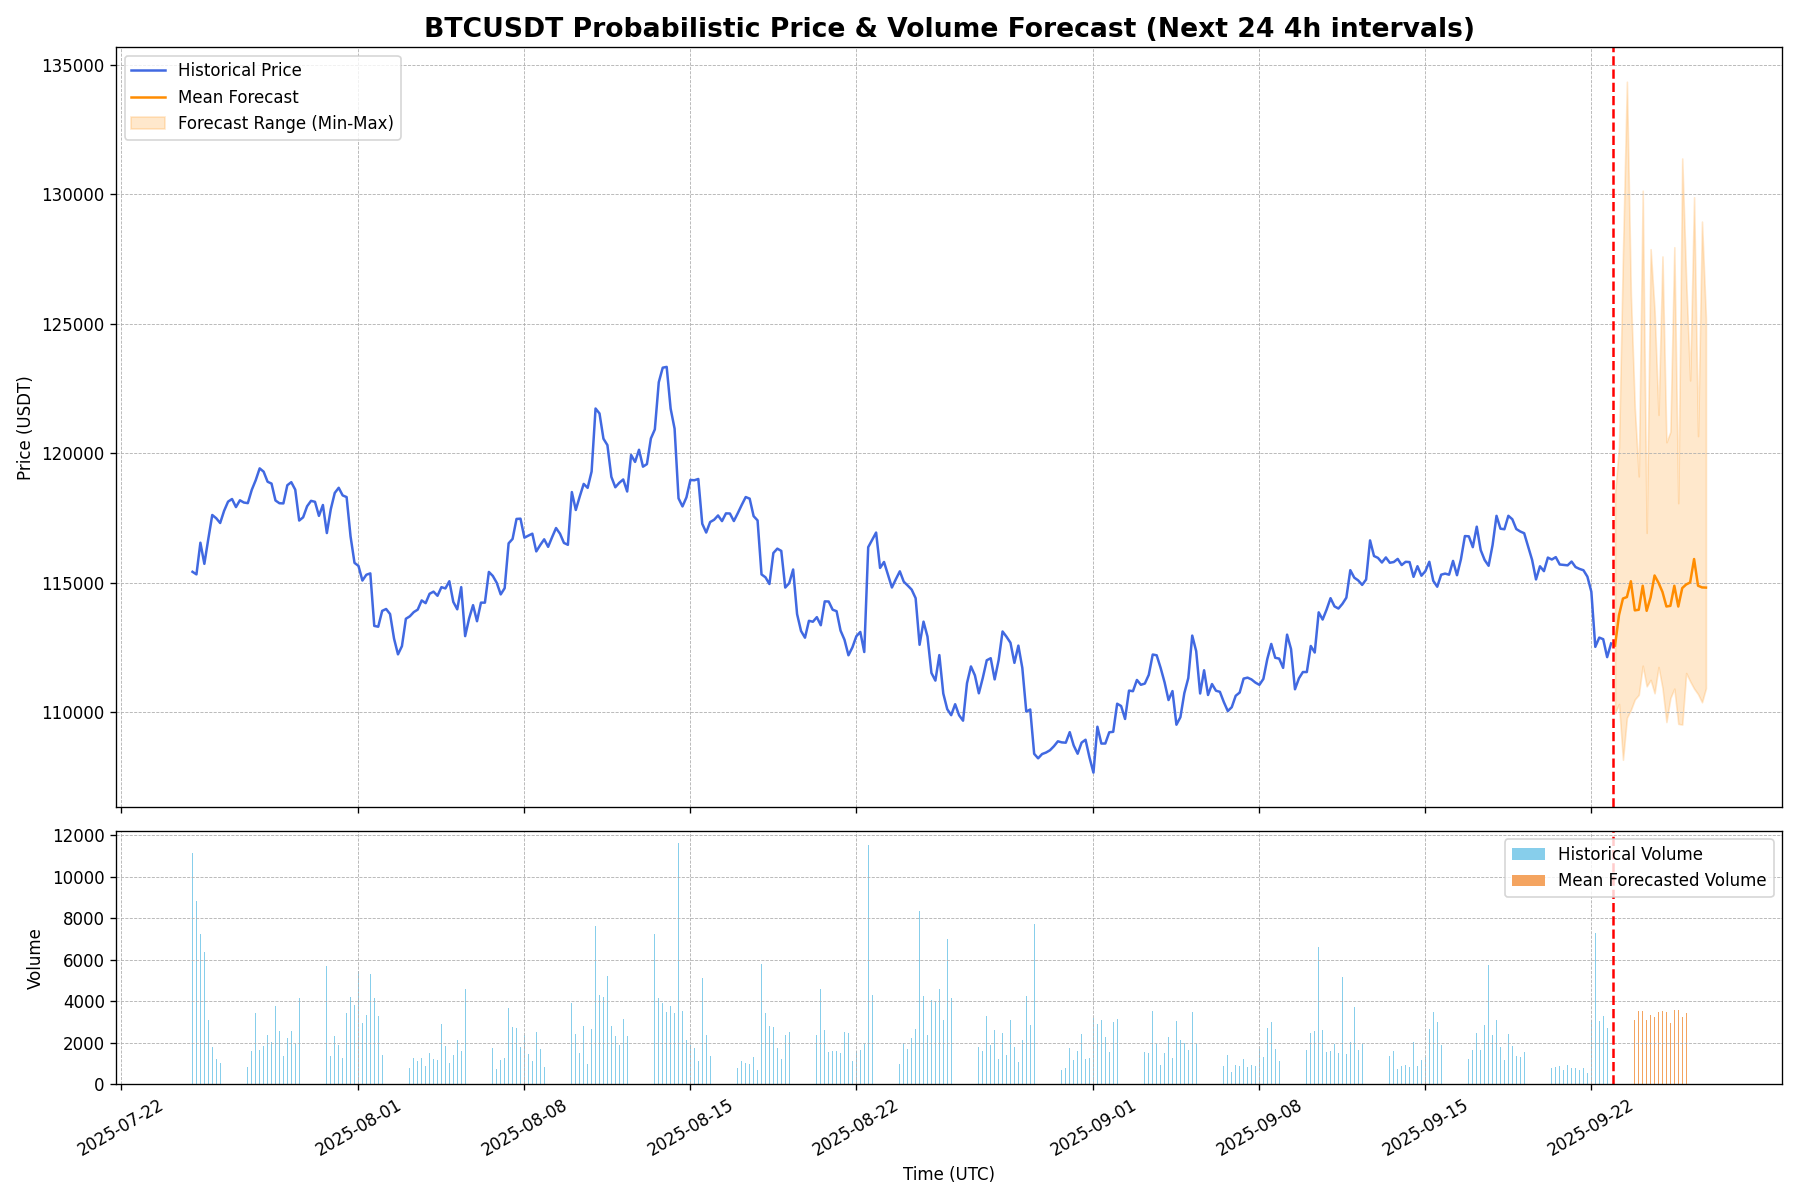 BTCUSDT Probabilistic Price & Volume Forecast (Next 24 4h intervals)
Historical Price
Mean Forecast
Forecast Range (Min-Max)
Price (USDT)
135000
130000
125000
120000
115000
110000
Historical Volume
Mean Forecasted Volume
Volume
12000
10000
8000
6000
4000
2000
0
2025-07-22
2025-08-01
2025-08-08
2025-08-15
2025-08-22
2025-09-01
2025-09-08
2025-09-15
2025-09-22
Time (UTC)